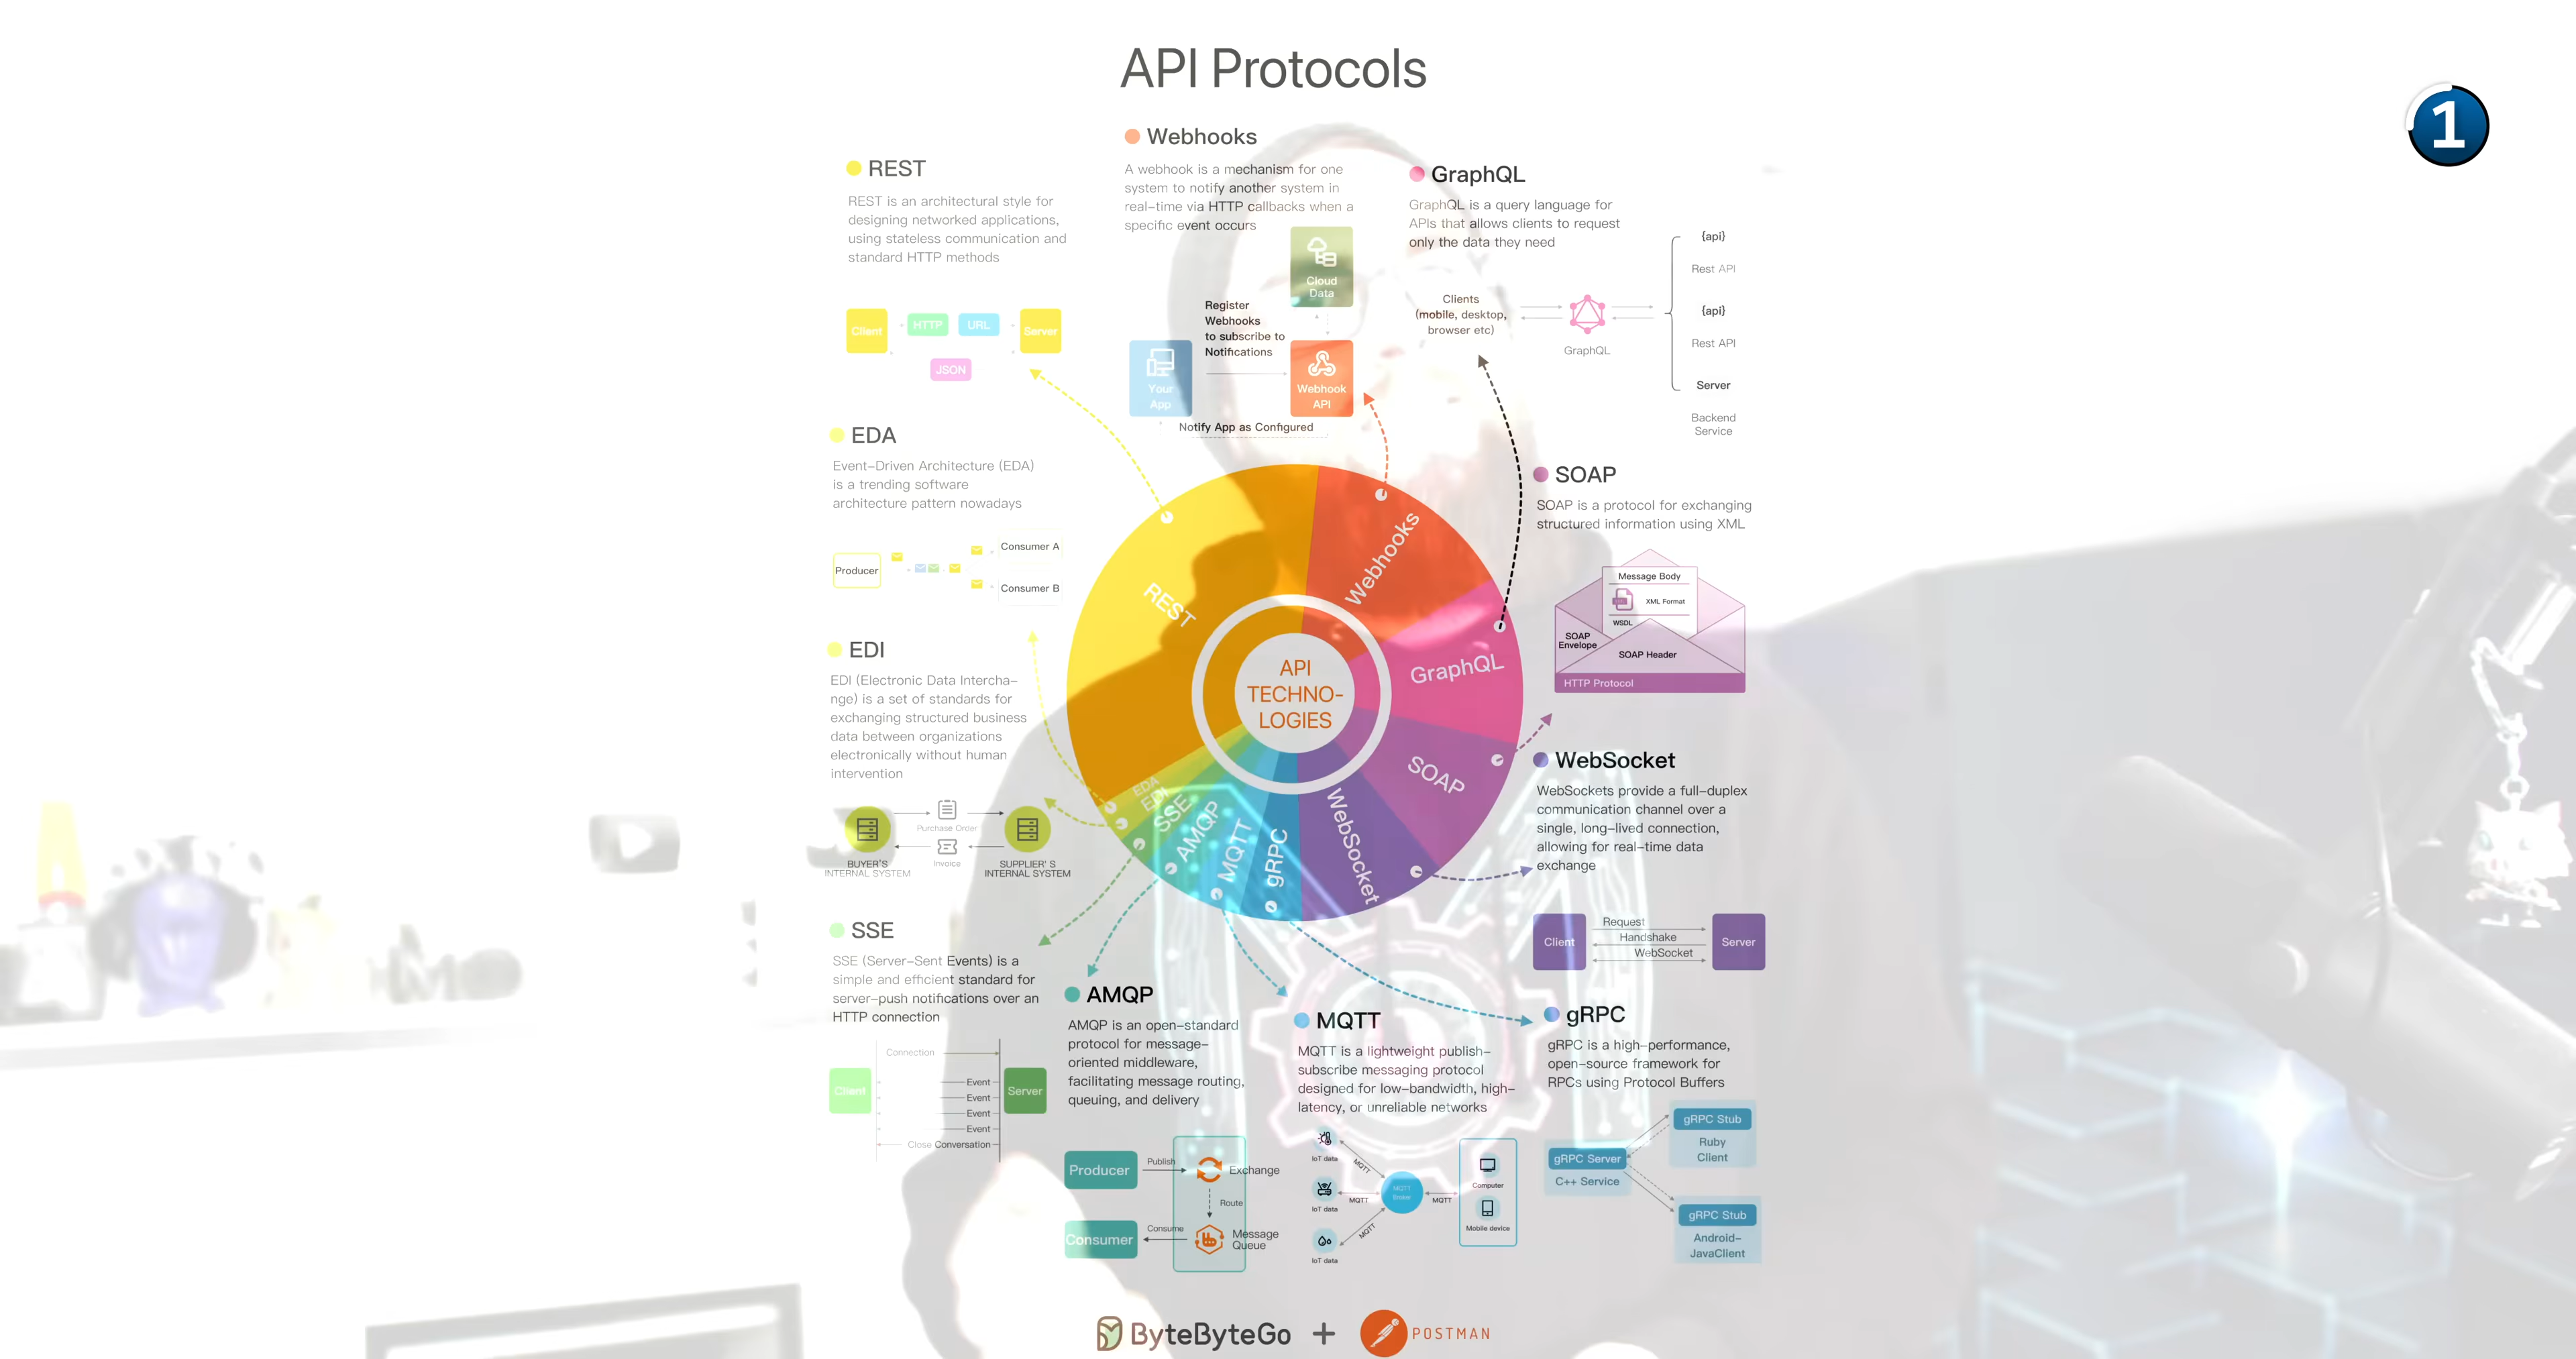 API Protocols
1
REST
REST is an architectural style for
designing networked applications,
using stateless communication and
standard HTTP methods
Client
HTTP
URL
Server
JSON
Webhooks
A webhook is a mechanism for one
system to notify another system in
real-time via HTTP callbacks when a
specific event occurs
Cloud
Data
Register
Webhooks
to subscribe to
Notifications
Your
App
Webhook
API
Notify App as Configured
GraphQL
GraphQL is a query language for
APIs that allows clients to request
only the data they need
Clients
(mobile, desktop,
browser etc)
GraphQL
{api}
Rest API
{api}
Rest API
Server
Backend
Service
EDA
Event-Driven Architecture (EDA)
is a trending software
architecture pattern nowadays
Producer
Consumer A
Consumer B
SOAP
SOAP is a protocol for exchanging
structured information using XML
Message Body
XML Format
WSDL
SOAP
Envelope
SOAP Header
HTTP Protocol
EDI
EDI (Electronic Data Intercha-
nge) is a set of standards for
exchanging structured business
data between organizations
electronically without human
intervention
Purchase Order
Invoice
BUYER'S
INTERNAL SYSTEM
SUPPLIER' S
INTERNAL SYSTEM
API
TECHNO-
LOGIES
REST
Webhooks
GraphQL
SOAP
WebSocket
gRPC
MQTT
AMQP
SSE
EDI
EDA
WebSocket
WebSockets provide a full-duplex
communication channel over a
single, long-lived connection,
allowing for real-time data
exchange
Client
Request
Handshake
WebSocket
Server
SSE
SSE (Server-Sent Events) is a
simple and efficient standard for
server-push notifications over an
HTTP connection
Connection
Client
Event
Event
Event
Event
Server
Close Conversation
AMQP
AMQP is an open-standard
protocol for message-
oriented middleware,
facilitating message routing,
queuing, and delivery
Producer
Publish
Exchange
Route
Consumer
Consume
Message
Queue
MQTT
MQTT is a lightweight publish-
subscribe messaging protocol
designed for low-bandwidth, high-
latency, or unreliable networks
IoT data
MQTT
IoT data
MQTT
IoT data
MQTT
MQTT
Broker
MQTT
Computer
Mobile device
gRPC
gRPC is a high-performance,
open-source framework for
RPCs using Protocol Buffers
gRPC Server
C++ Service
gRPC Stub
Ruby
Client
gRPC Stub
Android-
JavaClient
ByteByteGo + POSTMAN